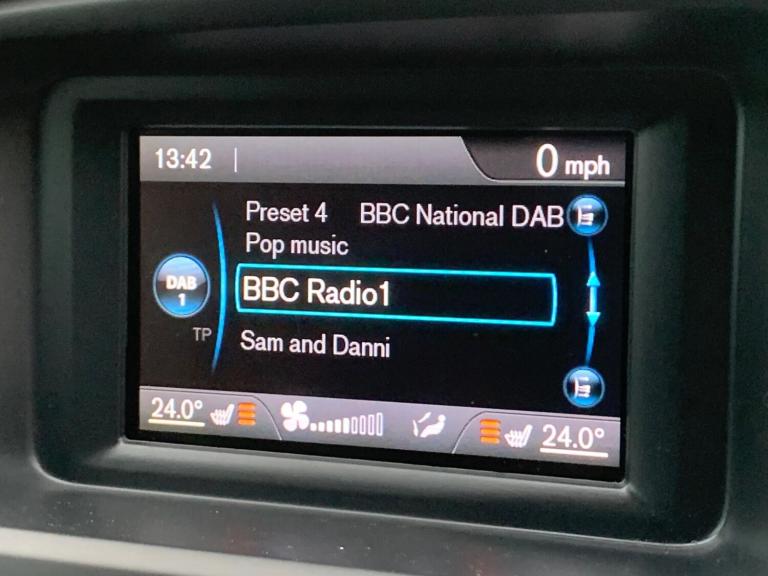 13:42 | 0 mph
Preset 4 BBC National DAB
Pop music
DAB
1
BBC Radio1
TP
Sam and Danni
24.0° 24.0°